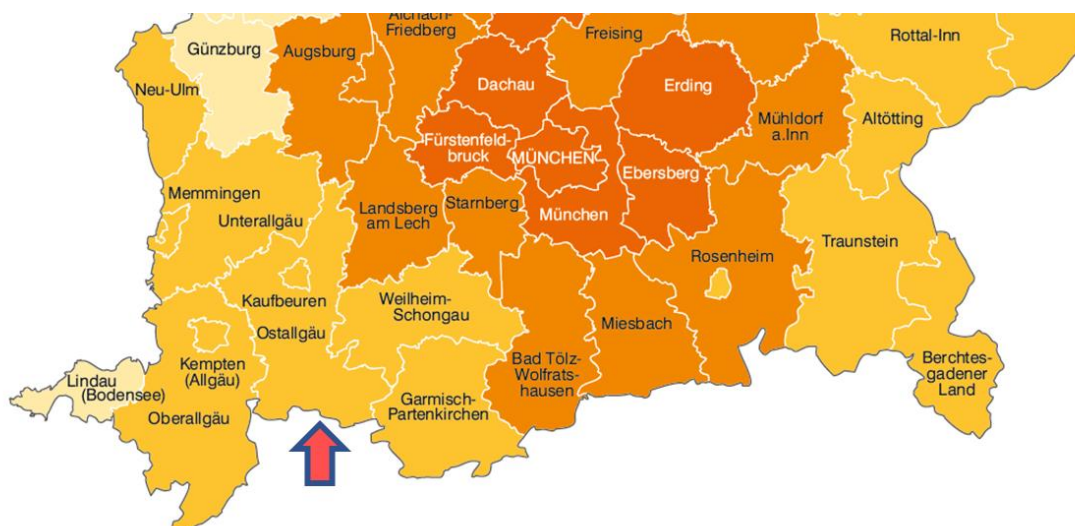 Aichach-
Friedberg
Günzburg
Augsburg
Freising
Rottal-Inn
Neu-Ulm
Dachau
Erding
Mühldorf
a.Inn
Altötting
Fürstenfeld-
bruck
MÜNCHEN
Ebersberg
Memmingen
Unterallgäu
Landsberg
am Lech
Starnberg
München
Traunstein
Rosenheim
Kaufbeuren
Ostallgäu
Weilheim-
Schongau
Miesbach
Kempten
(Allgäu)
Bad Tölz-
Wolfrats-
hausen
Berchtes-
gadener
Land
Lindau
(Bodensee)
Oberallgäu
Garmisch-
Partenkirchen